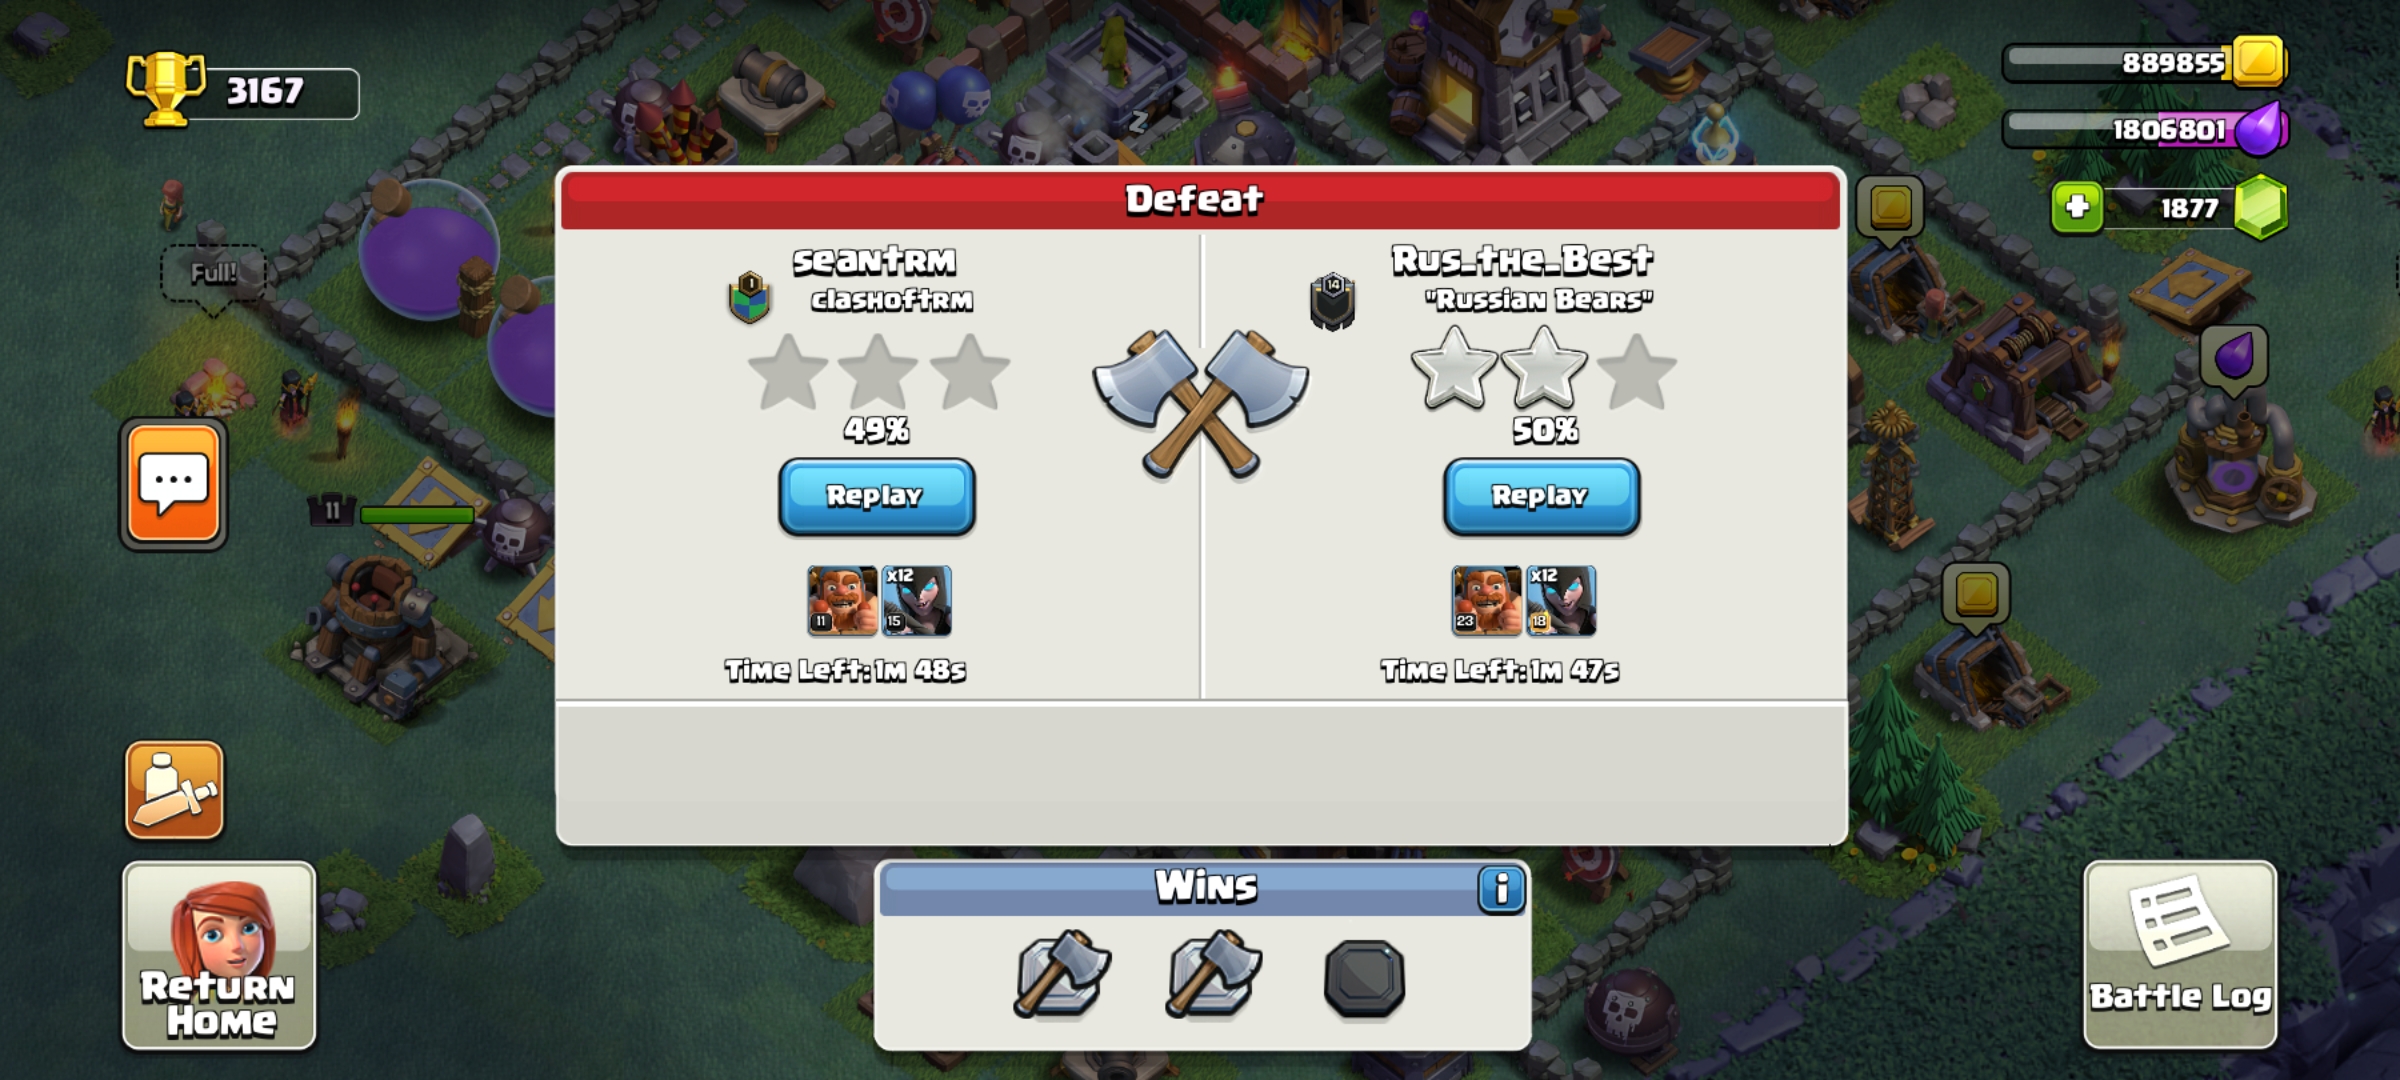 3167
889855
1806801
1877
Full!
11
Defeat
seantrm
1
clashoftrm
49%
Replay
11
x12
15
Time Left:1m 48s
Rus_the_Best
14
"Russian Bears"
50%
Replay
23
x12
18
Time Left:1m 47s
Wins
i
Return
Home
Battle Log
z